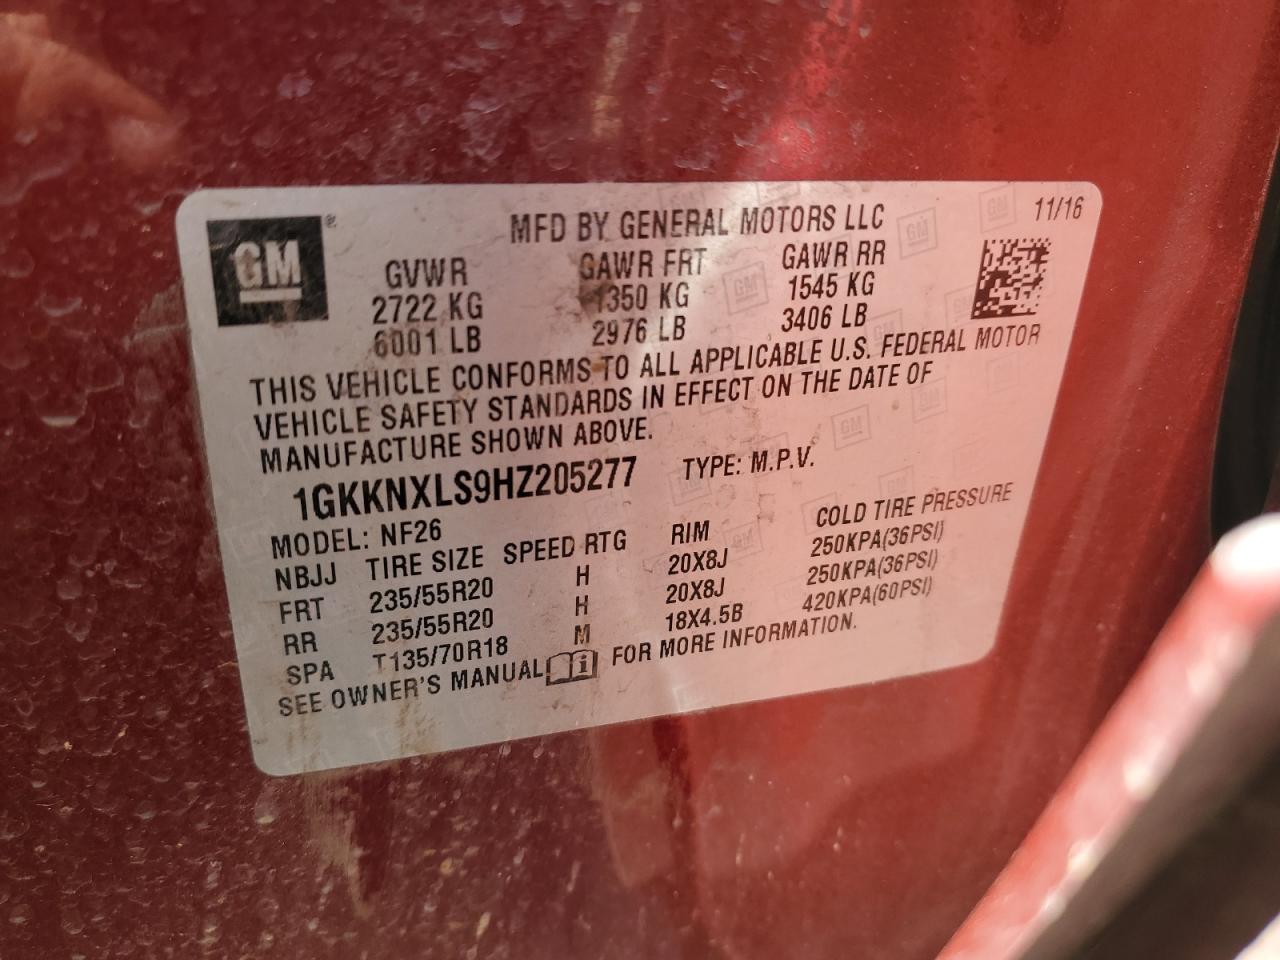 GM ®
MFD BY GENERAL MOTORS LLC 11/16
GVWR GAWR FRT GAWR RR
2722 KG 1350 KG 1545 KG
6001 LB 2976 LB 3406 LB
THIS VEHICLE CONFORMS TO ALL APPLICABLE U.S. FEDERAL MOTOR
VEHICLE SAFETY STANDARDS IN EFFECT ON THE DATE OF
MANUFACTURE SHOWN ABOVE.
1GKKNXLS9HZ205277 TYPE: M.P.V.
MODEL: NF26
NBJJ TIRE SIZE SPEED RTG RIM COLD TIRE PRESSURE
FRT 235/55R20 H 20X8J 250KPA(36PSI)
RR 235/55R20 H 20X8J 250KPA(36PSI)
SPA T135/70R18 M 18X4.5B 420KPA(60PSI)
SEE OWNER'S MANUAL i FOR MORE INFORMATION.